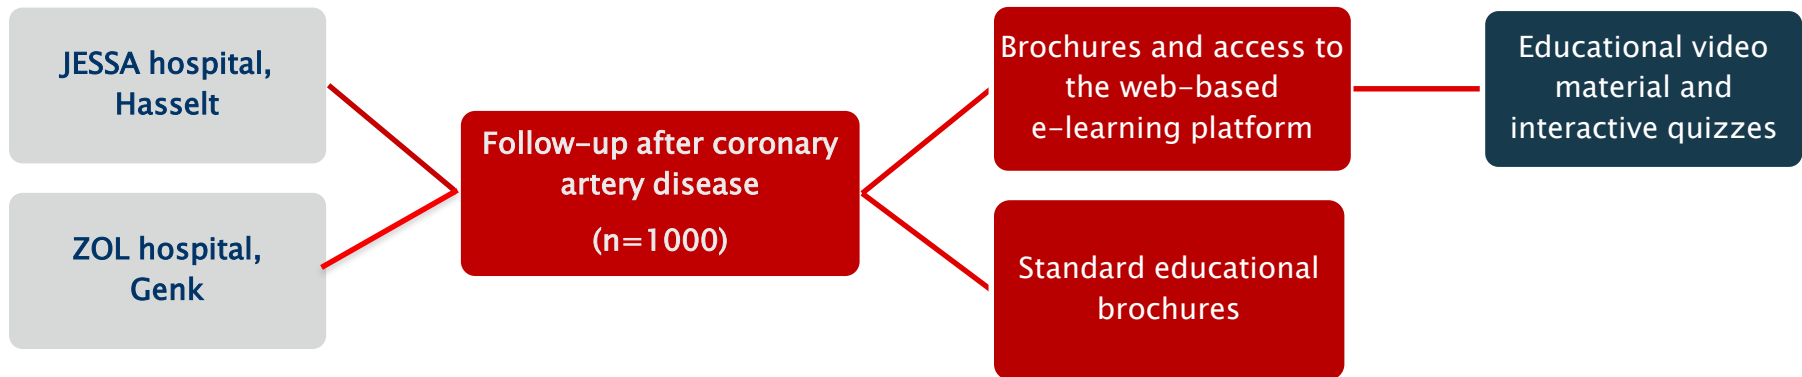 JESSA hospital,
Hasselt
ZOL hospital,
Genk
Follow-up after coronary
artery disease
(n=1000)
Brochures and access to
the web-based
e-learning platform
Standard educational
brochures
Educational video
material and
interactive quizzes